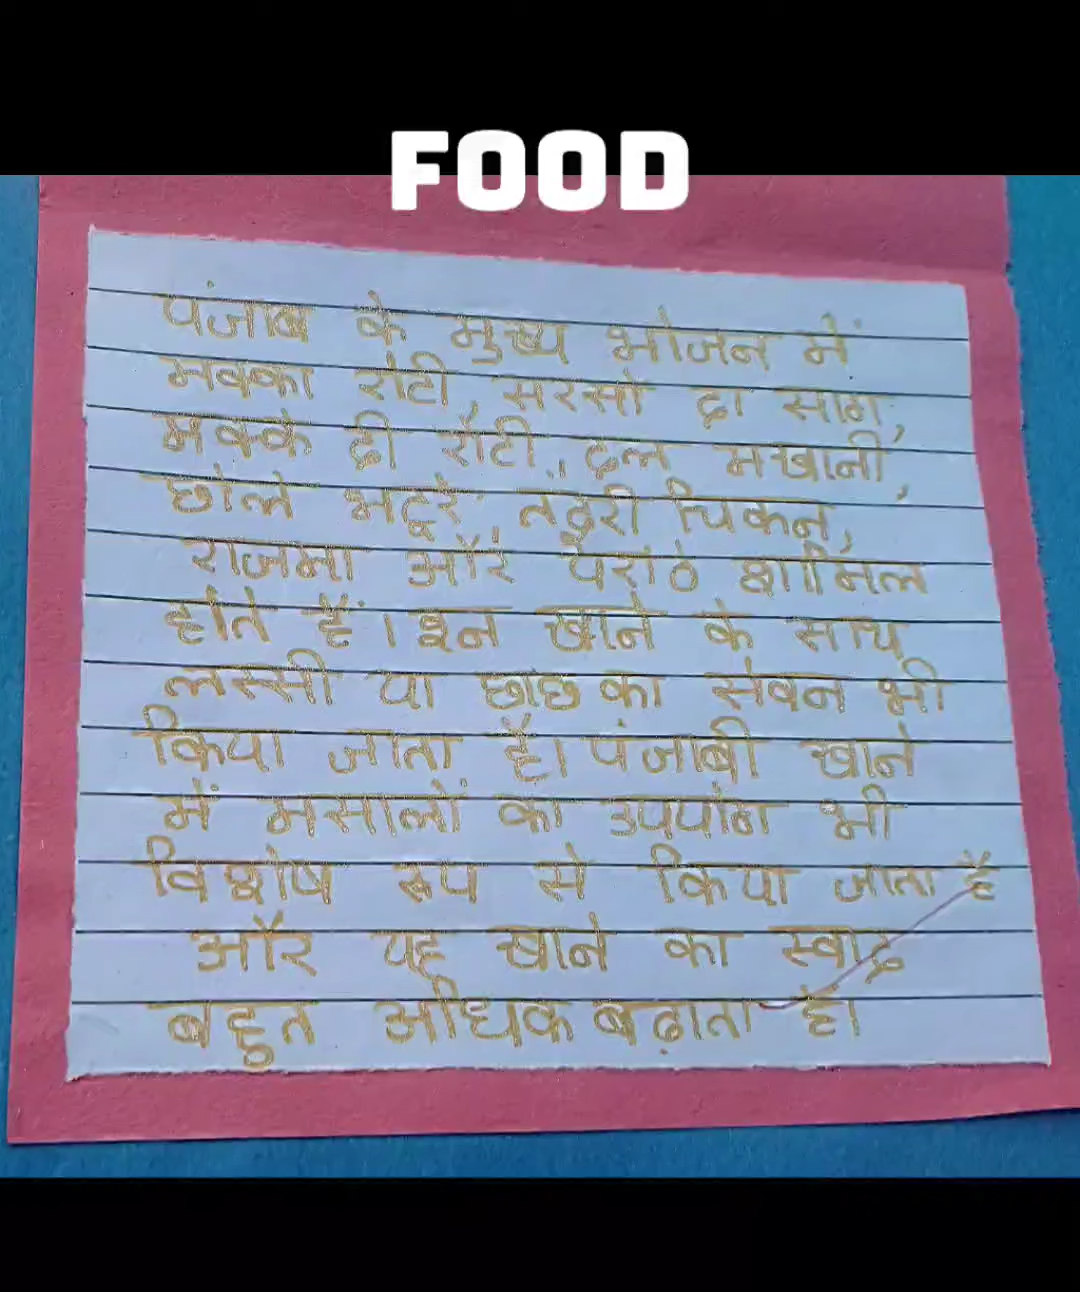 FOOD
पंजाब के मुख्य भोजन में
मक्का रोटी, सरसो दा साग,
मक्के दी रोटी, दाल मखानी,
छोले भटूरे, तंदूरी चिकन,
राजमा और परांठे शामिल
होते हैं। इन खाने के साथ
लस्सी या छाछ का सेवन भी
किया जाता है। पंजाबी खाने
में मसालों का उपयोग भी
विशेष रूप से किया जाता है
और यह खाने का स्वाद
बहुत अधिक बढ़ाता है।